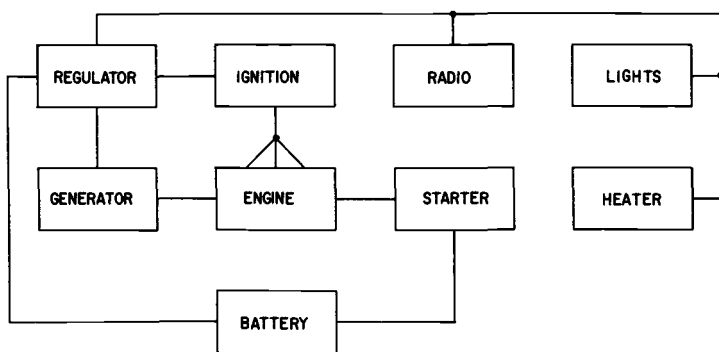 REGULATOR
IGNITION
RADIO
LIGHTS
GENERATOR
ENGINE
STARTER
HEATER
BATTERY